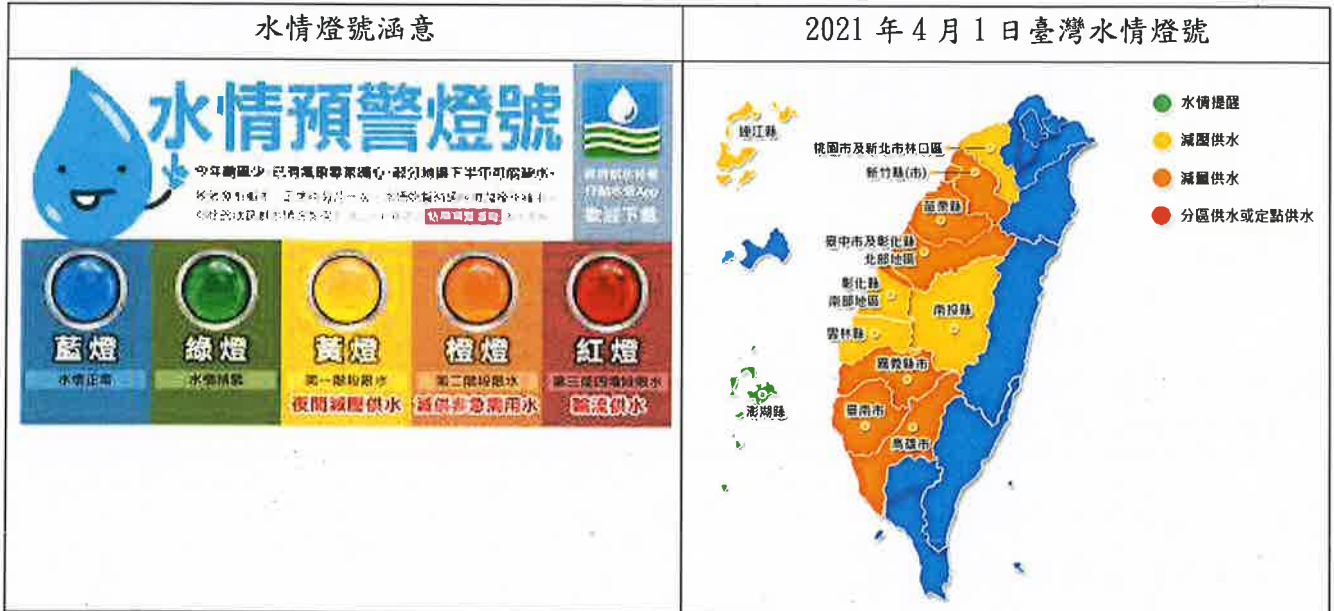 水情燈號涵意
2021 年 4 月 1 日臺灣水情燈號
水情預警燈號
歡迎下載
藍燈
綠燈
黃燈
橙燈
紅燈
水情正常
水情提醒
第一階段限水
第二階段限水
夜間減壓供水
減供非急需用水
輪流供水
連江縣
桃園市及新北市林口區
新竹縣(市)
苗栗縣
臺中市及彰化縣
北部地區
彰化縣
南部地區
南投縣
雲林縣
嘉義縣市
臺南市
高雄市
澎湖縣
水情提醒
減壓供水
減量供水
分區供水或定點供水